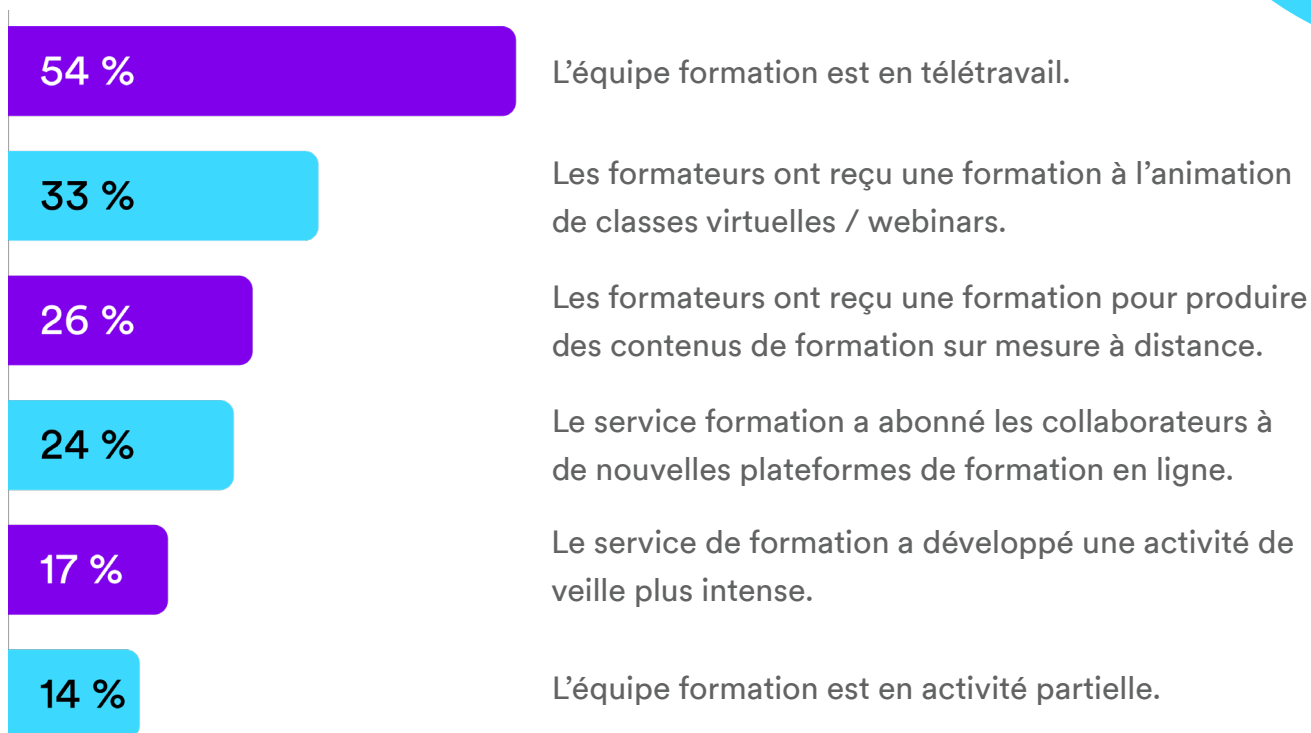 54 %
L’équipe formation est en télétravail.
33 %
Les formateurs ont reçu une formation à l’animation
de classes virtuelles / webinars.
26 %
Les formateurs ont reçu une formation pour produire
des contenus de formation sur mesure à distance.
24 %
Le service formation a abonné les collaborateurs à
de nouvelles plateformes de formation en ligne.
17 %
Le service de formation a développé une activité de
veille plus intense.
14 %
L’équipe formation est en activité partielle.